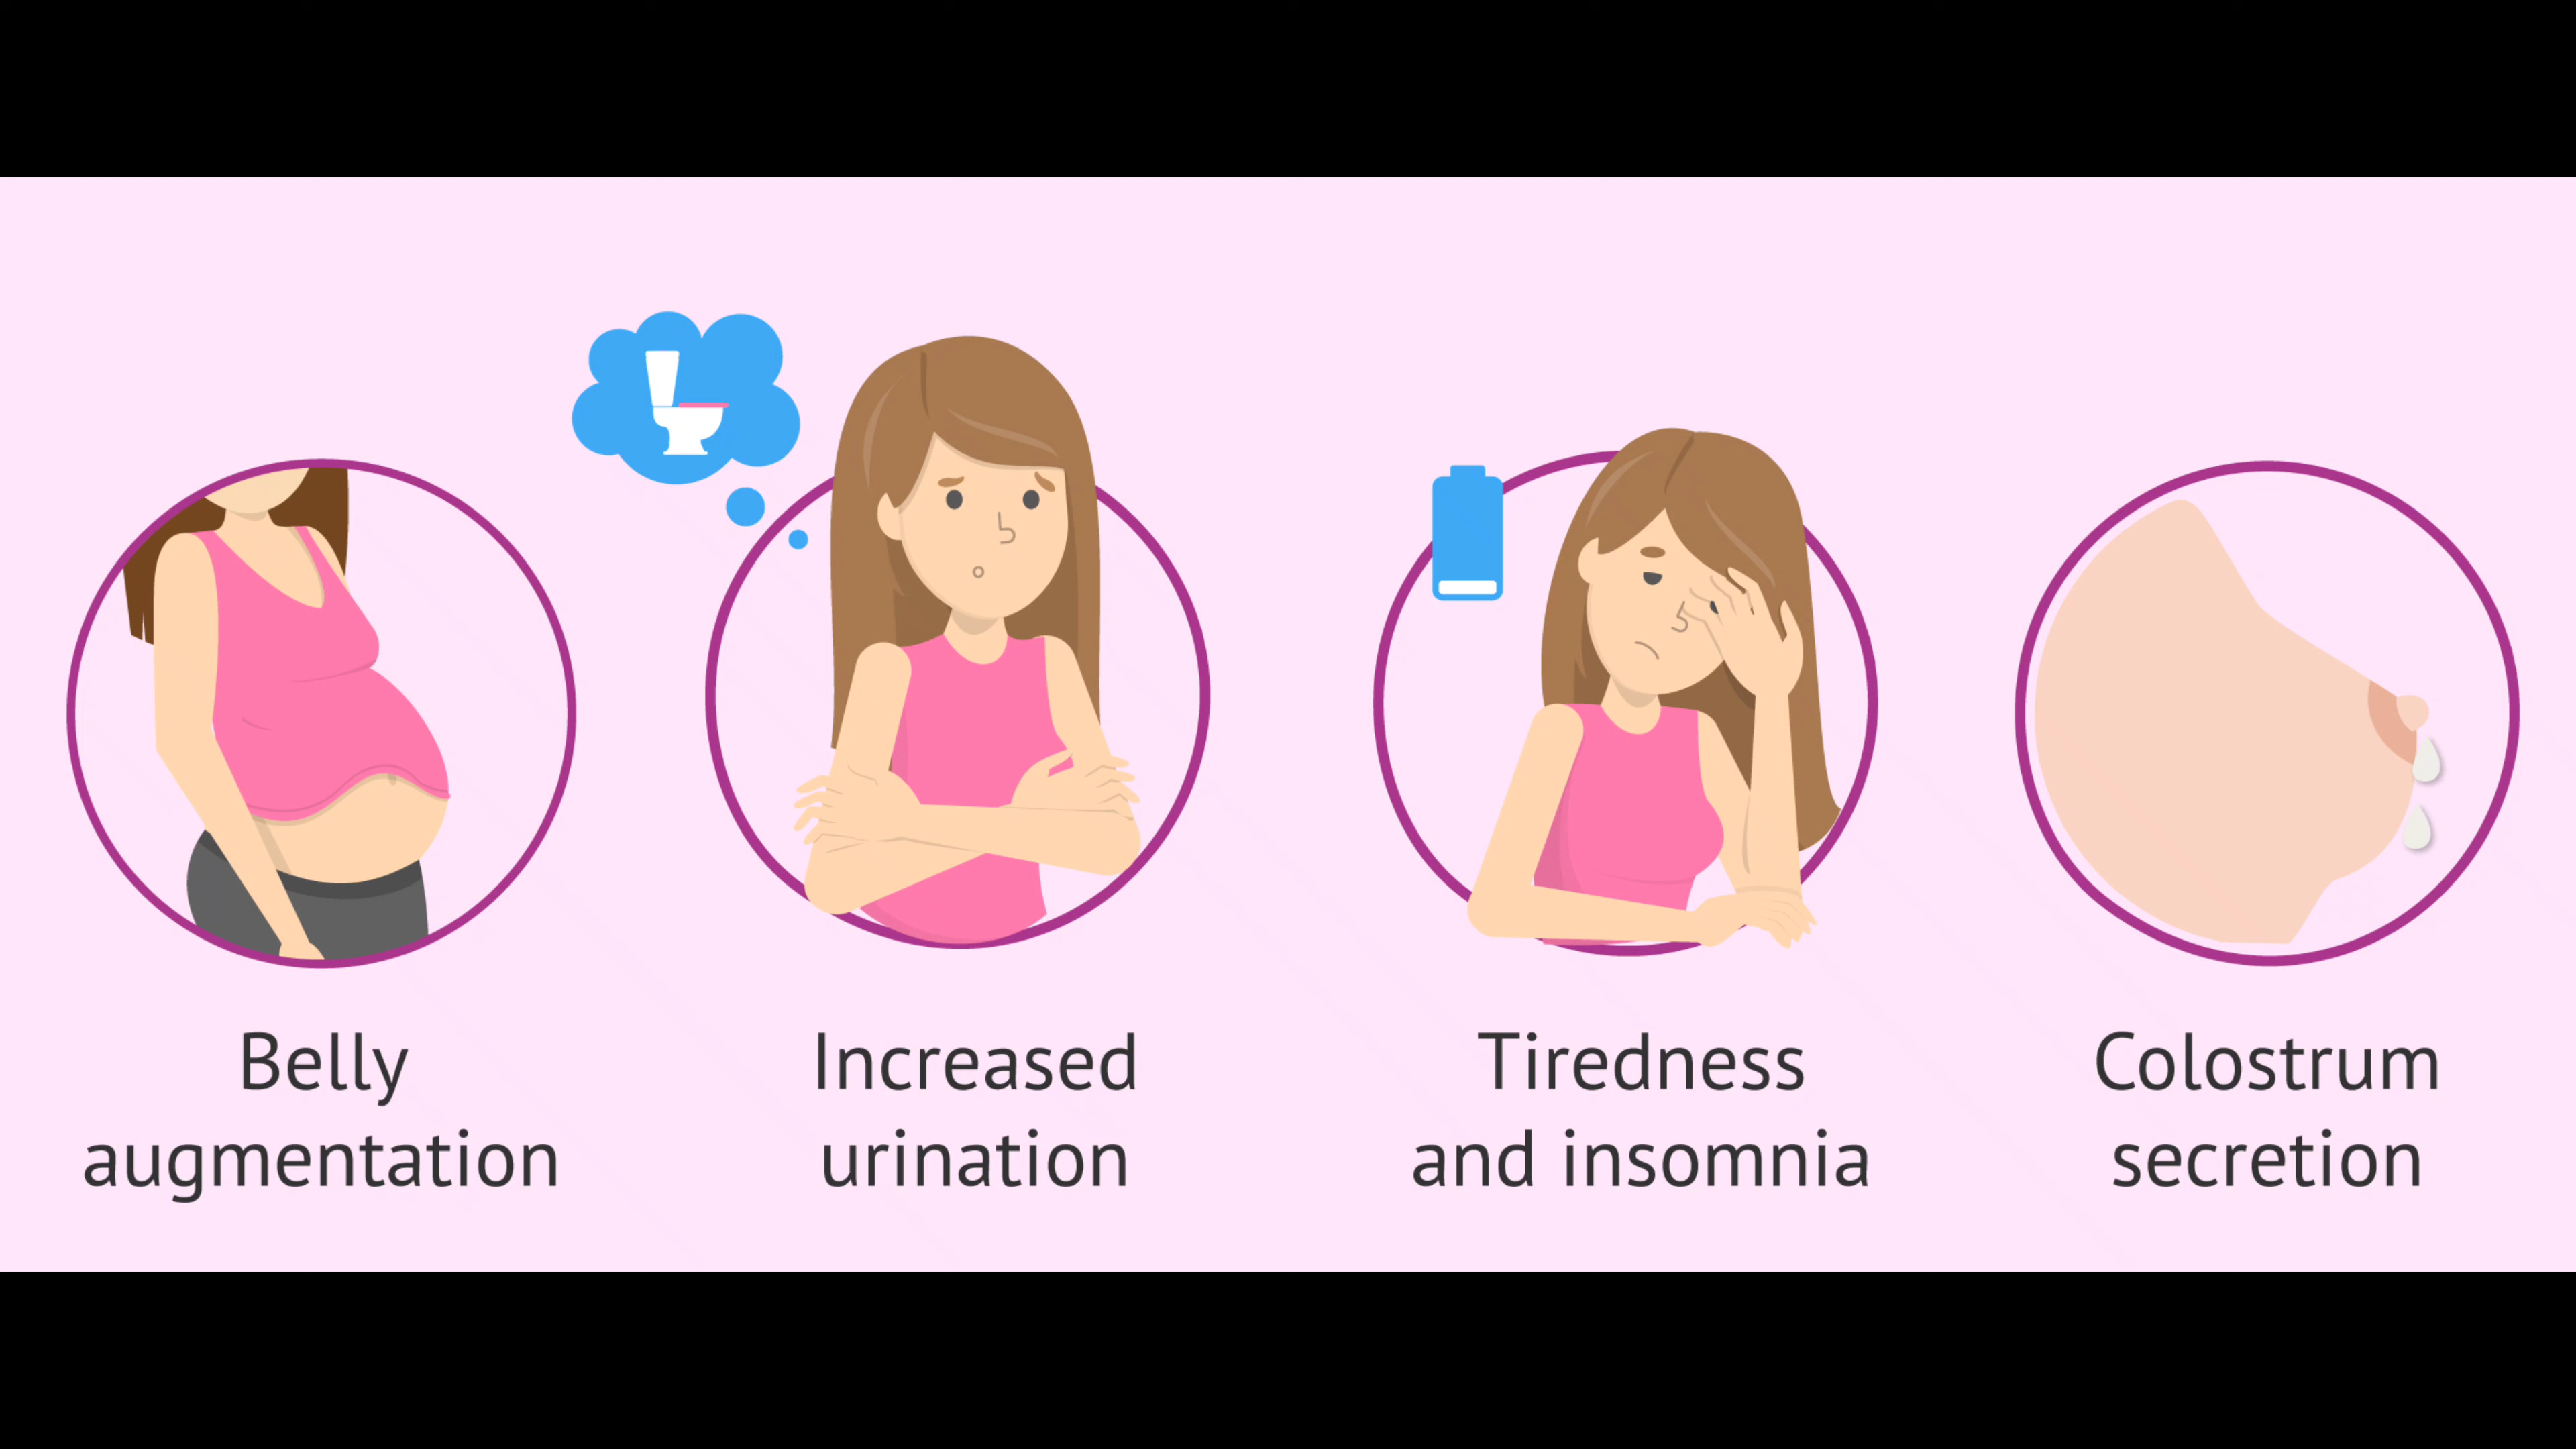 Belly
augmentation
Increased
urination
Tiredness
and insomnia
Colostrum
secretion